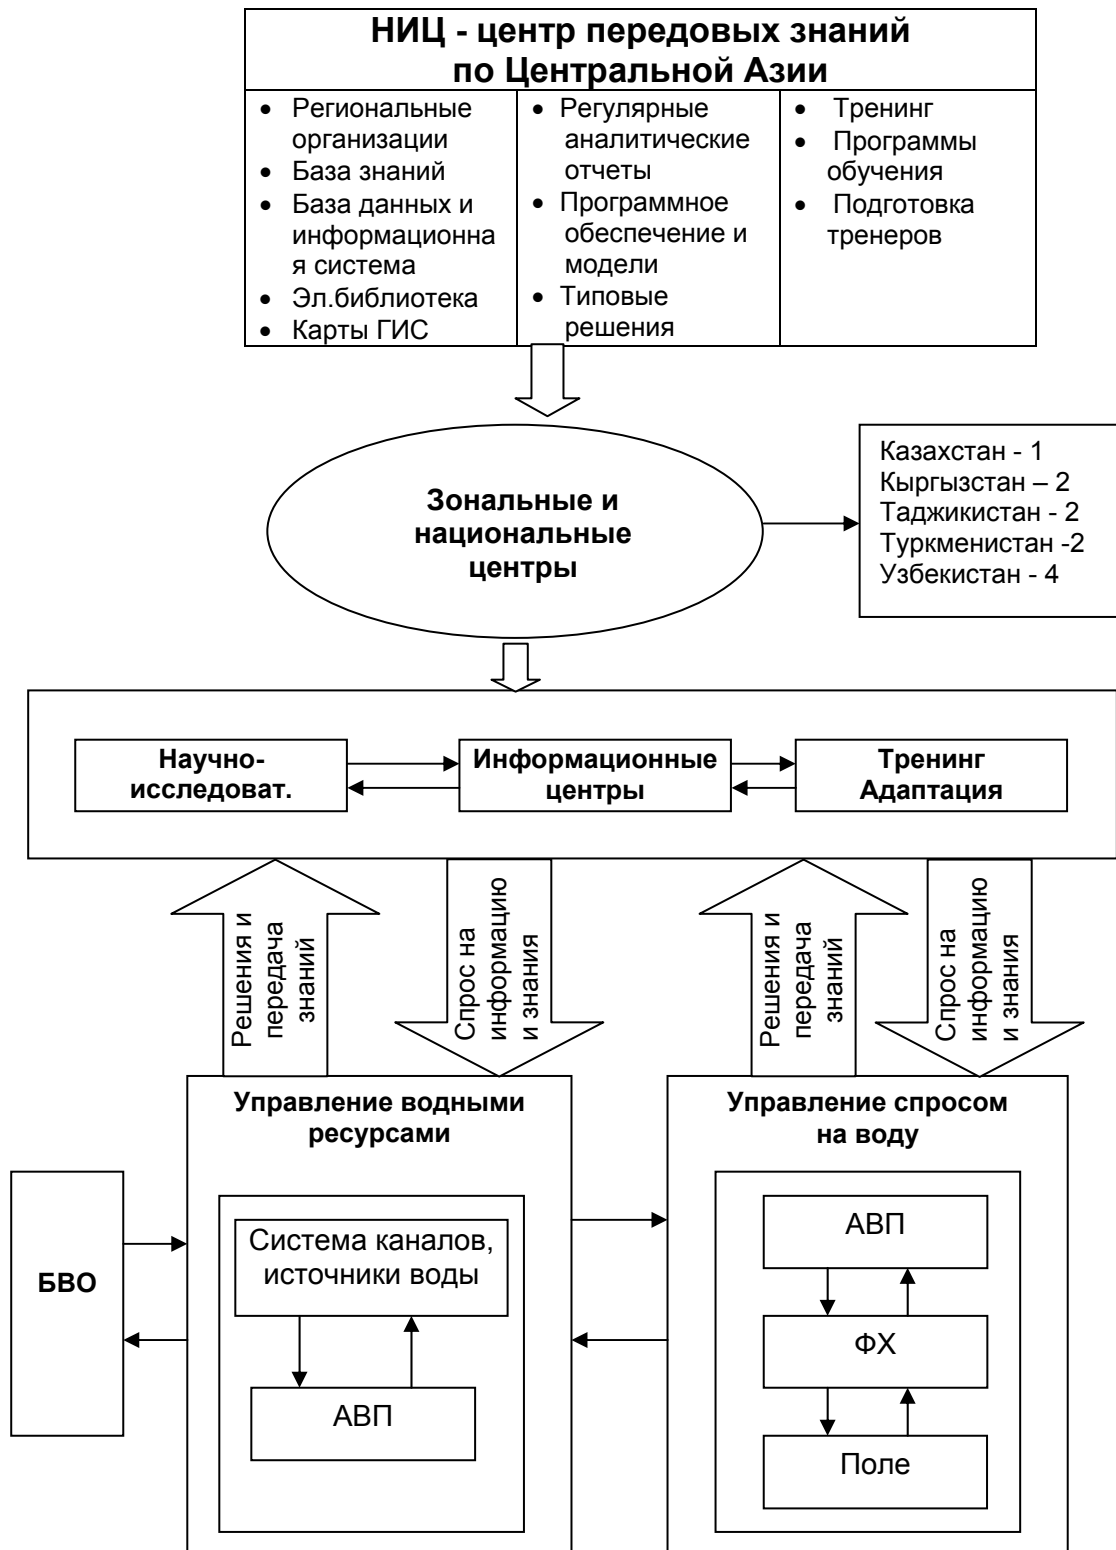 НИЦ - центр передовых знаний
по Центральной Азии
• Региональные
организации
• База знаний
• База данных и
информационна
я система
• Эл.библиотека
• Карты ГИС
• Регулярные
аналитические
отчеты
• Программное
обеспечение и
модели
• Типовые
решения
• Тренинг
• Программы
обучения
• Подготовка
тренеров
Зональные и
национальные
центры
Казахстан - 1
Кыргызстан – 2
Таджикистан - 2
Туркменистан -2
Узбекистан - 4
Научно-
исследоват.
Информационные
центры
Тренинг
Адаптация
Решения и
передача
знаний
Спрос на
информацию
и знания
Решения и
передача
знаний
Спрос на
информацию
и знания
Управление водными
ресурсами
Управление спросом
на воду
БВО
Система каналов,
источники воды
АВП
АВП
ФХ
Поле